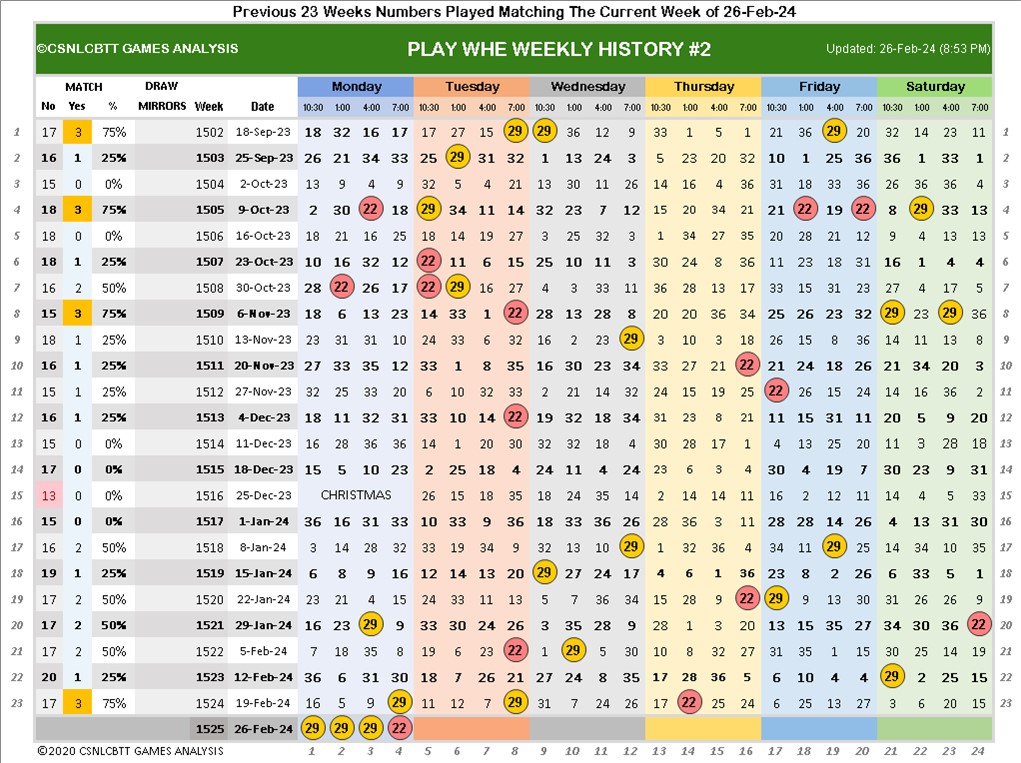 Previous 23 Weeks Numbers Played Matching The Current Week of 26-Feb-24
©CSNLCBTT GAMES ANALYSIS PLAY WHE WEEKLY HISTORY #2 Updated: 26-Feb-24 (8:53 PM)
MATCH DRAW Monday Tuesday Wednesday Thursday Friday Saturday
No Yes % MIRRORS Week Date 10:30 1:00 4:00 7:00 10:30 1:00 4:00 7:00 10:30 1:00 4:00 7:00 10:30 1:00 4:00 7:00 10:30 1:00 4:00 7:00 10:30 1:00 4:00 7:00
1 17 3 75% 1502 18-Sep-23 18 32 16 17 17 27 15 29 29 36 12 9 33 1 5 1 21 36 29 20 32 14 23 11 1
2 16 1 25% 1503 25-Sep-23 26 21 34 33 25 29 31 32 1 13 24 3 5 23 20 32 10 1 25 36 36 1 33 1 2
3 15 0 0% 1504 2-Oct-23 13 9 4 9 32 5 4 21 13 30 11 26 14 16 4 36 31 18 33 36 26 36 36 4 3
4 18 3 75% 1505 9-Oct-23 2 30 22 18 29 34 11 14 32 23 7 12 15 20 34 21 21 22 19 22 8 29 33 13 4
5 18 0 0% 1506 16-Oct-23 18 21 16 25 18 14 19 27 3 25 32 3 1 34 27 35 20 28 21 12 9 4 13 13 5
6 18 1 25% 1507 23-Oct-23 10 16 32 12 22 11 6 15 25 10 11 3 30 24 8 36 11 23 18 31 16 1 4 4 6
7 16 2 50% 1508 30-Oct-23 28 22 26 17 22 29 16 27 4 3 33 11 36 28 13 17 33 15 31 23 27 4 17 5 7
8 15 3 75% 1509 6-Nov-23 18 6 13 23 14 33 1 22 28 13 28 8 20 20 36 34 25 26 23 32 29 23 29 36 8
9 18 1 25% 1510 13-Nov-23 23 31 31 10 24 33 6 32 16 2 23 29 3 10 3 18 26 15 8 36 14 11 13 8 9
10 16 1 25% 1511 20-Nov-23 27 33 35 12 33 1 8 35 16 30 23 34 33 27 21 22 21 24 18 26 21 34 20 3 10
11 15 1 25% 1512 27-Nov-23 32 25 33 20 6 10 32 33 2 21 14 32 24 15 19 25 22 26 15 24 14 16 36 2 11
12 16 1 25% 1513 4-Dec-23 18 11 32 31 33 10 14 22 19 32 18 34 31 23 8 21 11 15 31 11 20 5 9 20 12
13 15 0 0% 1514 11-Dec-23 16 28 36 36 14 1 20 30 32 32 18 4 30 28 17 1 4 13 25 20 11 3 28 18 13
14 17 0 0% 1515 18-Dec-23 15 5 10 23 2 25 18 4 24 11 4 24 23 6 3 4 30 4 19 7 30 23 9 31 14
15 13 0 0% 1516 25-Dec-23 CHRISTMAS 26 15 18 35 18 24 35 14 2 14 14 11 16 2 12 11 14 4 5 33 15
16 15 0 0% 1517 1-Jan-24 36 16 31 33 10 33 9 36 18 33 36 26 28 36 3 11 28 28 14 26 4 13 31 30 16
17 16 2 50% 1518 8-Jan-24 3 14 28 32 33 19 34 9 32 13 10 29 1 32 36 4 34 11 29 25 14 34 10 35 17
18 19 1 25% 1519 15-Jan-24 6 8 9 16 12 14 13 20 29 27 24 17 4 6 1 36 23 8 2 26 6 33 5 1 18
19 17 2 50% 1520 22-Jan-24 23 21 4 15 24 33 11 13 5 7 36 34 15 28 9 22 29 9 13 30 31 26 26 9 19
20 17 2 50% 1521 29-Jan-24 16 23 29 9 33 30 24 26 3 35 28 9 28 1 3 20 13 15 35 27 34 30 36 22 20
21 17 2 50% 1522 5-Feb-24 7 18 35 8 19 6 23 22 1 29 5 30 10 8 32 27 31 35 1 15 30 25 14 19 21
22 20 1 25% 1523 12-Feb-24 36 6 31 30 18 7 26 21 27 24 8 35 17 28 36 5 6 10 4 4 29 2 25 15 22
23 17 3 75% 1524 19-Feb-24 16 5 9 29 11 12 7 29 31 7 24 26 17 22 25 24 6 25 13 27 3 6 20 15 23
1525 26-Feb-24 29 29 29 22
©2020 CSNLCBTT GAMES ANALYSIS 1 2 3 4 5 6 7 8 9 10 11 12 13 14 15 16 17 18 19 20 21 22 23 24